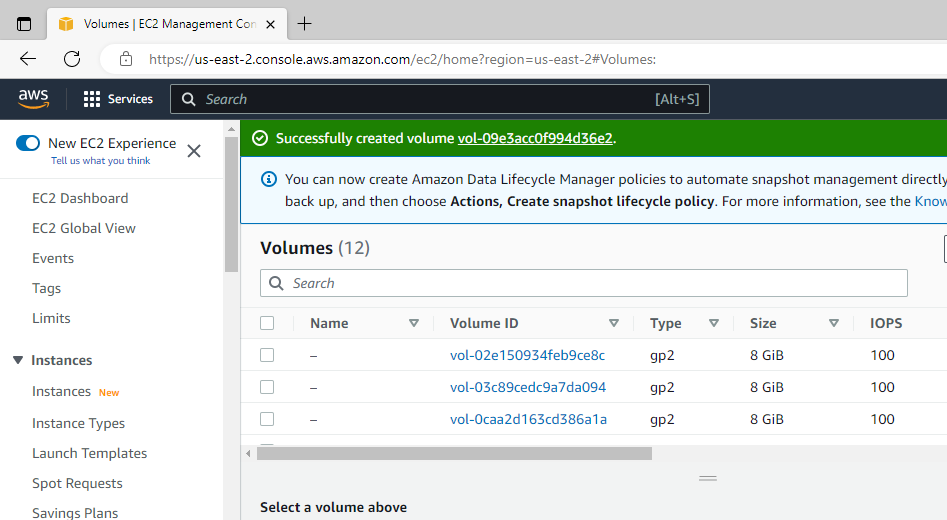 Volumes | EC2 Management Con
https://us-east-2.console.aws.amazon.com/ec2/home?region=us-east-2#Volumes:
aws Services Search [Alt+S]
New EC2 Experience
Tell us what you think
EC2 Dashboard
EC2 Global View
Events
Tags
Limits
Instances
Instances New
Instance Types
Launch Templates
Spot Requests
Savings Plans
Successfully created volume vol-09e3acc0f994d36e2.
You can now create Amazon Data Lifecycle Manager policies to automate snapshot management directly
back up, and then choose Actions, Create snapshot lifecycle policy. For more information, see the Know
Volumes (12)
Search
Name Volume ID Type Size IOPS
– vol-02e150934feb9ce8c gp2 8 GiB 100
– vol-03c89cedc9a7da094 gp2 8 GiB 100
– vol-0caa2d163cd386a1a gp2 8 GiB 100
Select a volume above